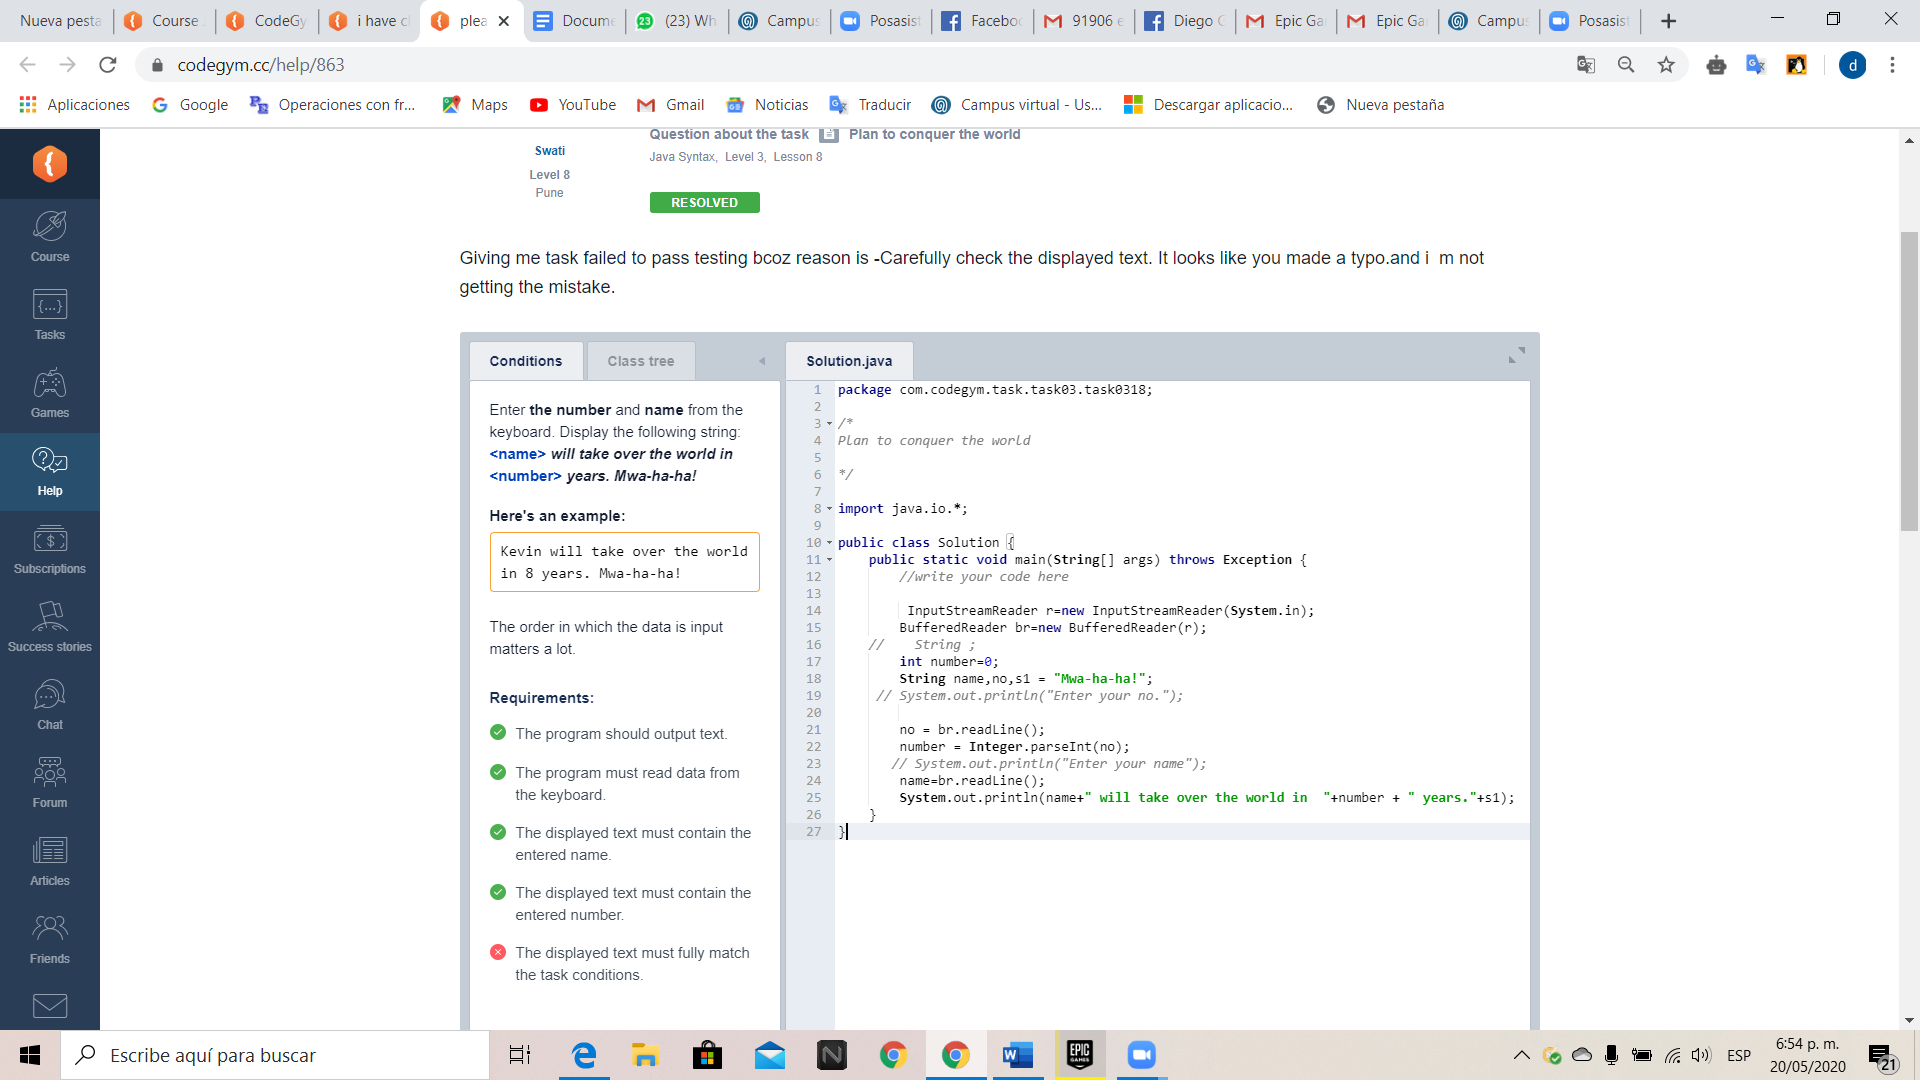 Nueva pesta
Course
CodeGy
i have c
plea
Docume
(23) Wh
Campus
Posasist
Faceboo
91906 e
Diego
Epic Ga
Epic Ga
Campus
Posasist
codegym.cc/help/863
d
Aplicaciones
Google
Operaciones con fr...
Maps
YouTube
Gmail
Noticias
Traducir
Campus virtual - Us...
Descargar aplicacio...
Nueva pestaña
Course
Tasks
Games
Help
Subscriptions
Success stories
Chat
Forum
Articles
Friends
Swati
Level 8
Pune
Question about the task Plan to conquer the world
Java Syntax, Level 3, Lesson 8
RESOLVED
Giving me task failed to pass testing bcoz reason is -Carefully check the displayed text. It looks like you made a typo.and i m not
getting the mistake.
Conditions
Class tree
Enter the number and name from the
keyboard. Display the following string:
<name> will take over the world in
<number> years. Mwa-ha-ha!
Here's an example:
Kevin will take over the world
in 8 years. Mwa-ha-ha!
The order in which the data is input
matters a lot.
Requirements:
The program should output text.
The program must read data from
the keyboard.
The displayed text must contain the
entered name.
The displayed text must contain the
entered number.
The displayed text must fully match
the task conditions.
Solution.java
1 package com.codegym.task.task03.task0318;
2
3 /*
4 Plan to conquer the world
5
6 */
7
8 import java.io.*;
9
10 public class Solution {
11 public static void main(String[] args) throws Exception {
12 //write your code here
13
14 InputStreamReader r=new InputStreamReader(System.in);
15 BufferedReader br=new BufferedReader(r);
16 // String ;
17 int number=0;
18 String name,no,s1 = "Mwa-ha-ha!";
19 // System.out.println("Enter your no.");
20
21 no = br.readLine();
22 number = Integer.parseInt(no);
23 // System.out.println("Enter your name");
24 name=br.readLine();
25 System.out.println(name+" will take over the world in  "+number + " years."+s1);
26 }
27 }
Escribe aquí para buscar
EPIC
GAMES
ESP
6:54 p. m.
20/05/2020
21